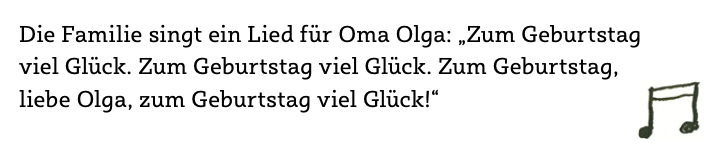 Die Familie singt ein Lied für Oma Olga: „Zum Geburtstag
viel Glück. Zum Geburtstag viel Glück. Zum Geburtstag,
liebe Olga, zum Geburtstag viel Glück!“